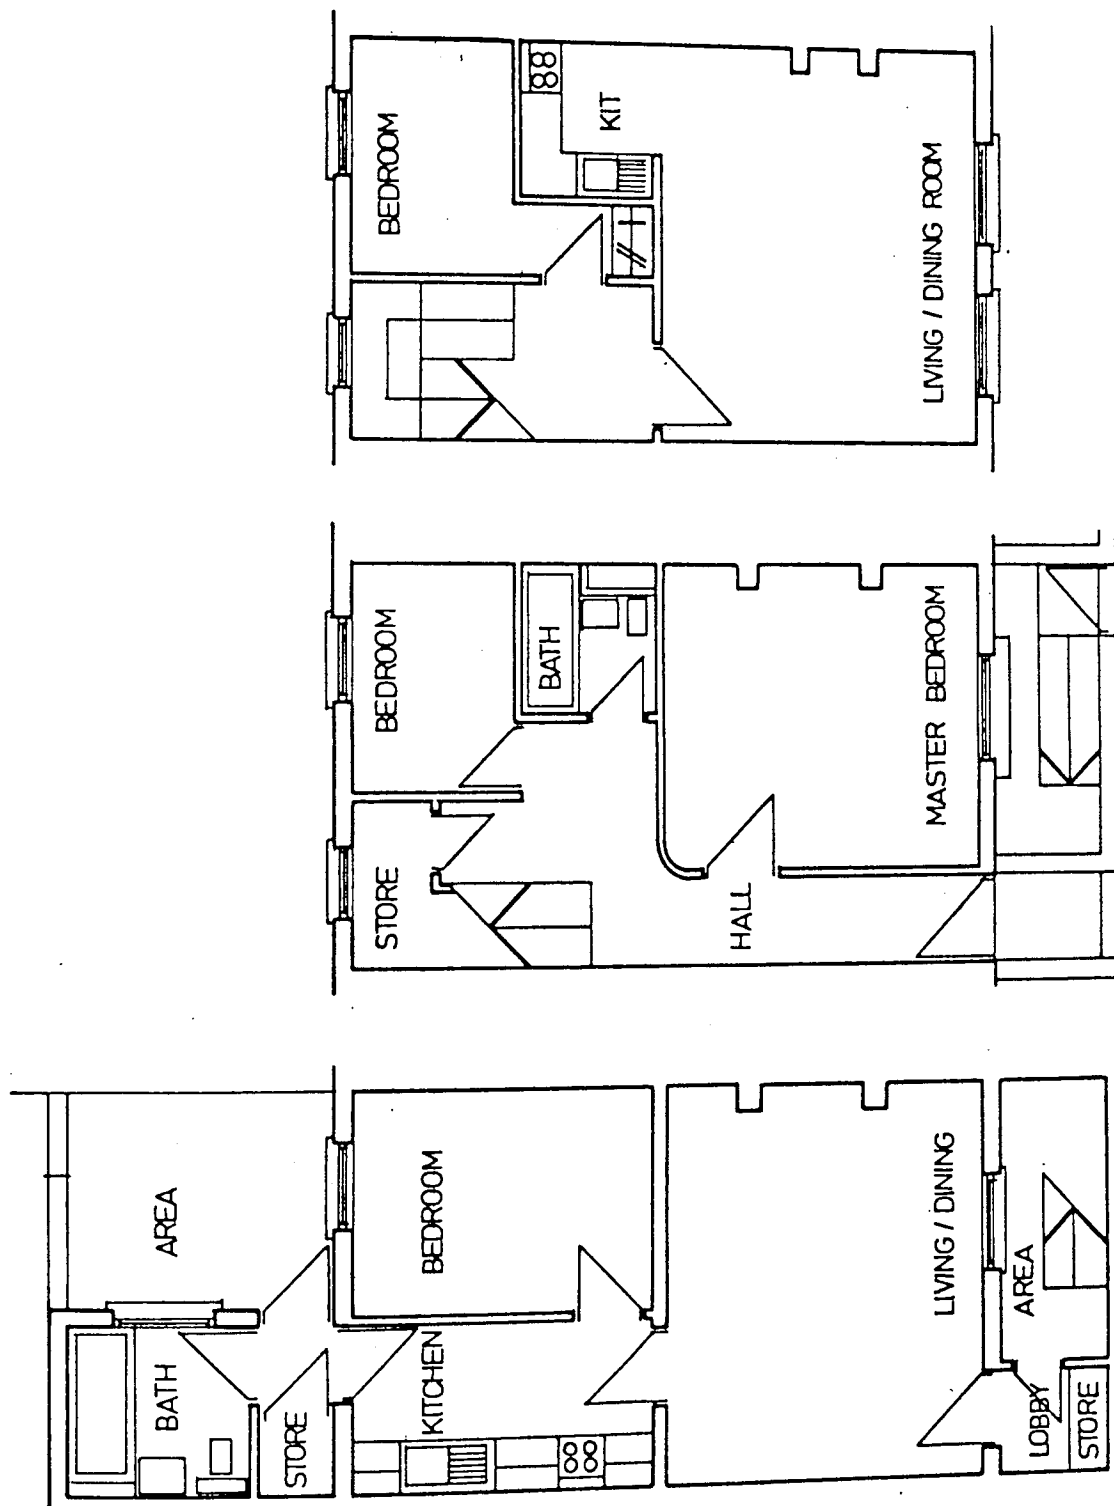 BEDROOM
KIT
LIVING / DINING ROOM
BEDROOM
STORE
BATH
HALL
MASTER BEDROOM
AREA
BATH
STORE
KITCHEN
BEDROOM
LIVING / DINING
AREA
LOBBY
STORE